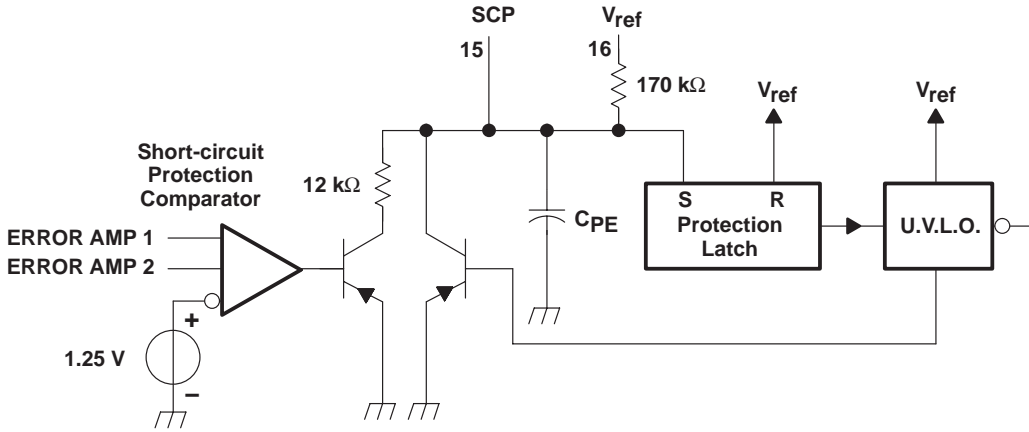 SCP
15
V_ref
16
170 kΩ
V_ref
V_ref
Short-circuit
Protection
Comparator
12 kΩ
C_PE
S R
Protection
Latch
U.V.L.O.
ERROR AMP 1
ERROR AMP 2
+
1.25 V
−